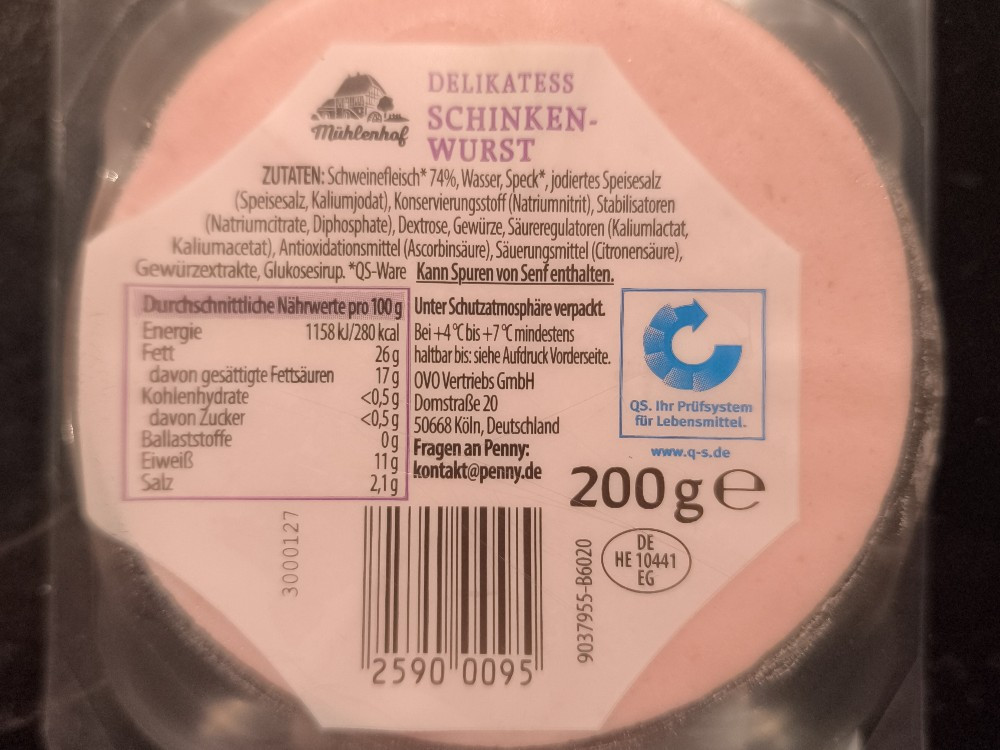 Mühlenhof
DELIKATESS
SCHINKEN-
WURST
ZUTATEN: Schweinefleisch* 74%, Wasser, Speck*, jodiertes Speisesalz
(Speisesalz, Kaliumjodat), Konservierungsstoff (Natriumnitrit), Stabilisatoren
(Natriumcitrate, Diphosphate), Dextrose, Gewürze, Säureregulatoren (Kaliumlactat,
Kaliumacetat), Antioxidationsmittel (Ascorbinsäure), Säuerungsmittel (Citronensäure),
Gewürzextrakte, Glukosesirup. *QS-Ware Kann Spuren von Senf enthalten.
Durchschnittliche Nährwerte pro 100 g
Energie 1158 kJ/280 kcal
Fett 26 g
davon gesättigte Fettsäuren 17 g
Kohlenhydrate <0,5 g
davon Zucker <0,5 g
Ballaststoffe 0 g
Eiweiß 11 g
Salz 2,1 g
Unter Schutzatmosphäre verpackt.
Bei +4 °C bis +7 °C mindestens
haltbar bis: siehe Aufdruck Vorderseite.
OVO Vertriebs GmbH
Domstraße 20
50668 Köln, Deutschland
Fragen an Penny:
kontakt@penny.de
QS. Ihr Prüfsystem
für Lebensmittel.
www.q-s.de
200 g e
3000127
2590 0095
9037955-B6020
DE
HE 10441
EG